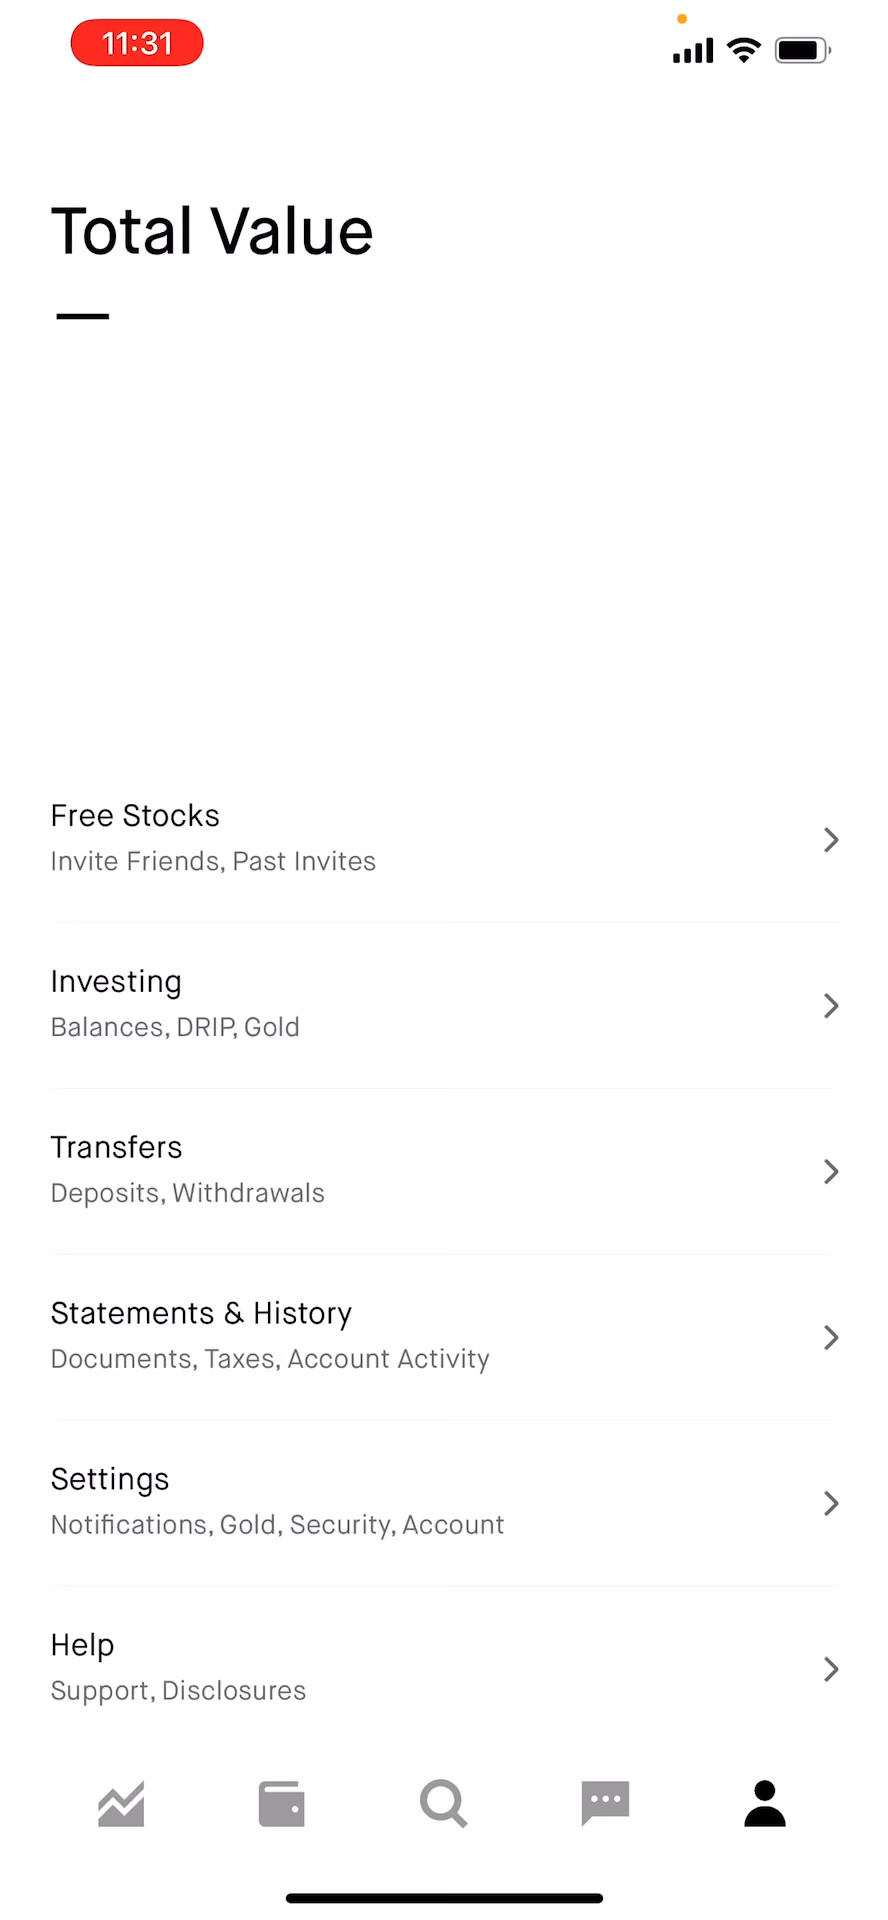 11:31
Total Value
—
Free Stocks
Invite Friends, Past Invites
Investing
Balances, DRIP, Gold
Transfers
Deposits, Withdrawals
Statements & History
Documents, Taxes, Account Activity
Settings
Notifications, Gold, Security, Account
Help
Support, Disclosures